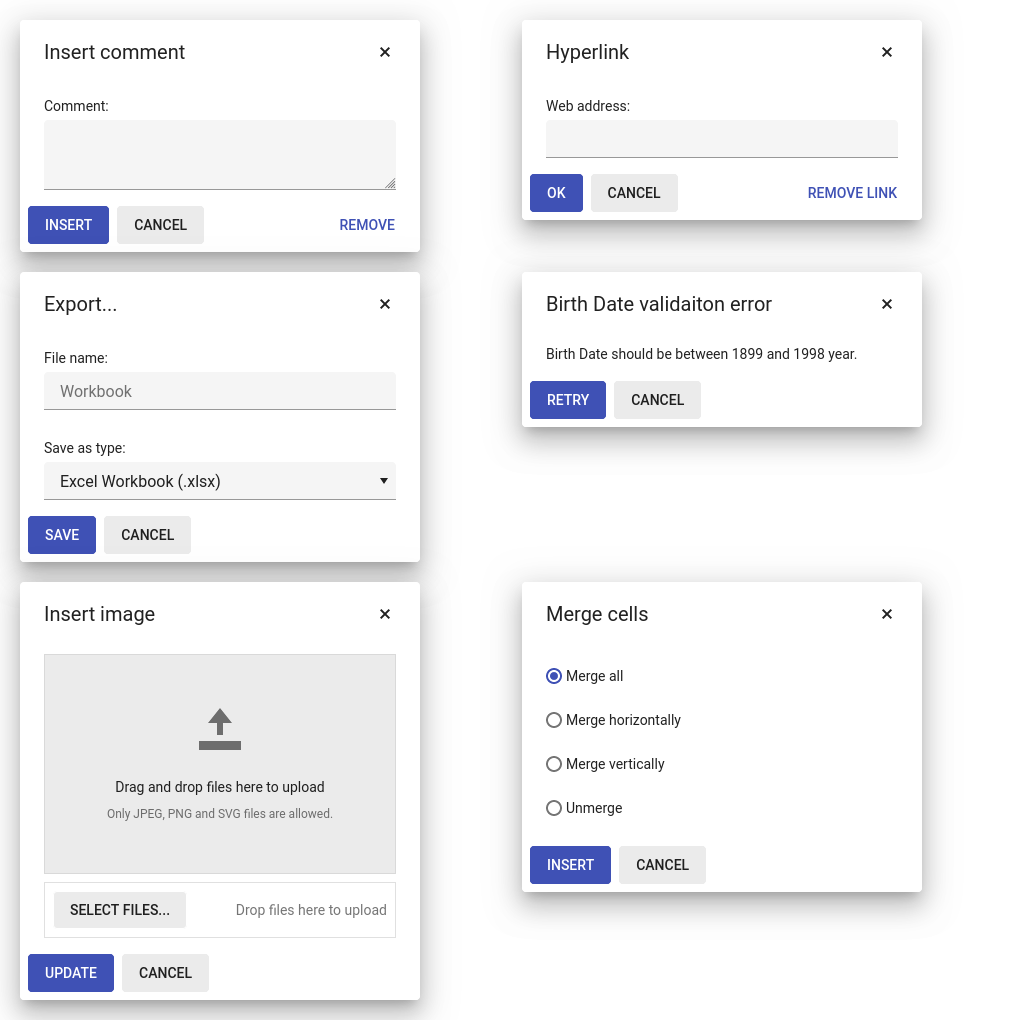 Insert comment
Comment:
INSERT CANCEL REMOVE
Hyperlink
Web address:
OK CANCEL REMOVE LINK
Export...
File name:
Workbook
Save as type:
Excel Workbook (.xlsx)
SAVE CANCEL
Birth Date validaiton error
Birth Date should be between 1899 and 1998 year.
RETRY CANCEL
Insert image
Drag and drop files here to upload
Only JPEG, PNG and SVG files are allowed.
SELECT FILES... Drop files here to upload
UPDATE CANCEL
Merge cells
Merge all
Merge horizontally
Merge vertically
Unmerge
INSERT CANCEL